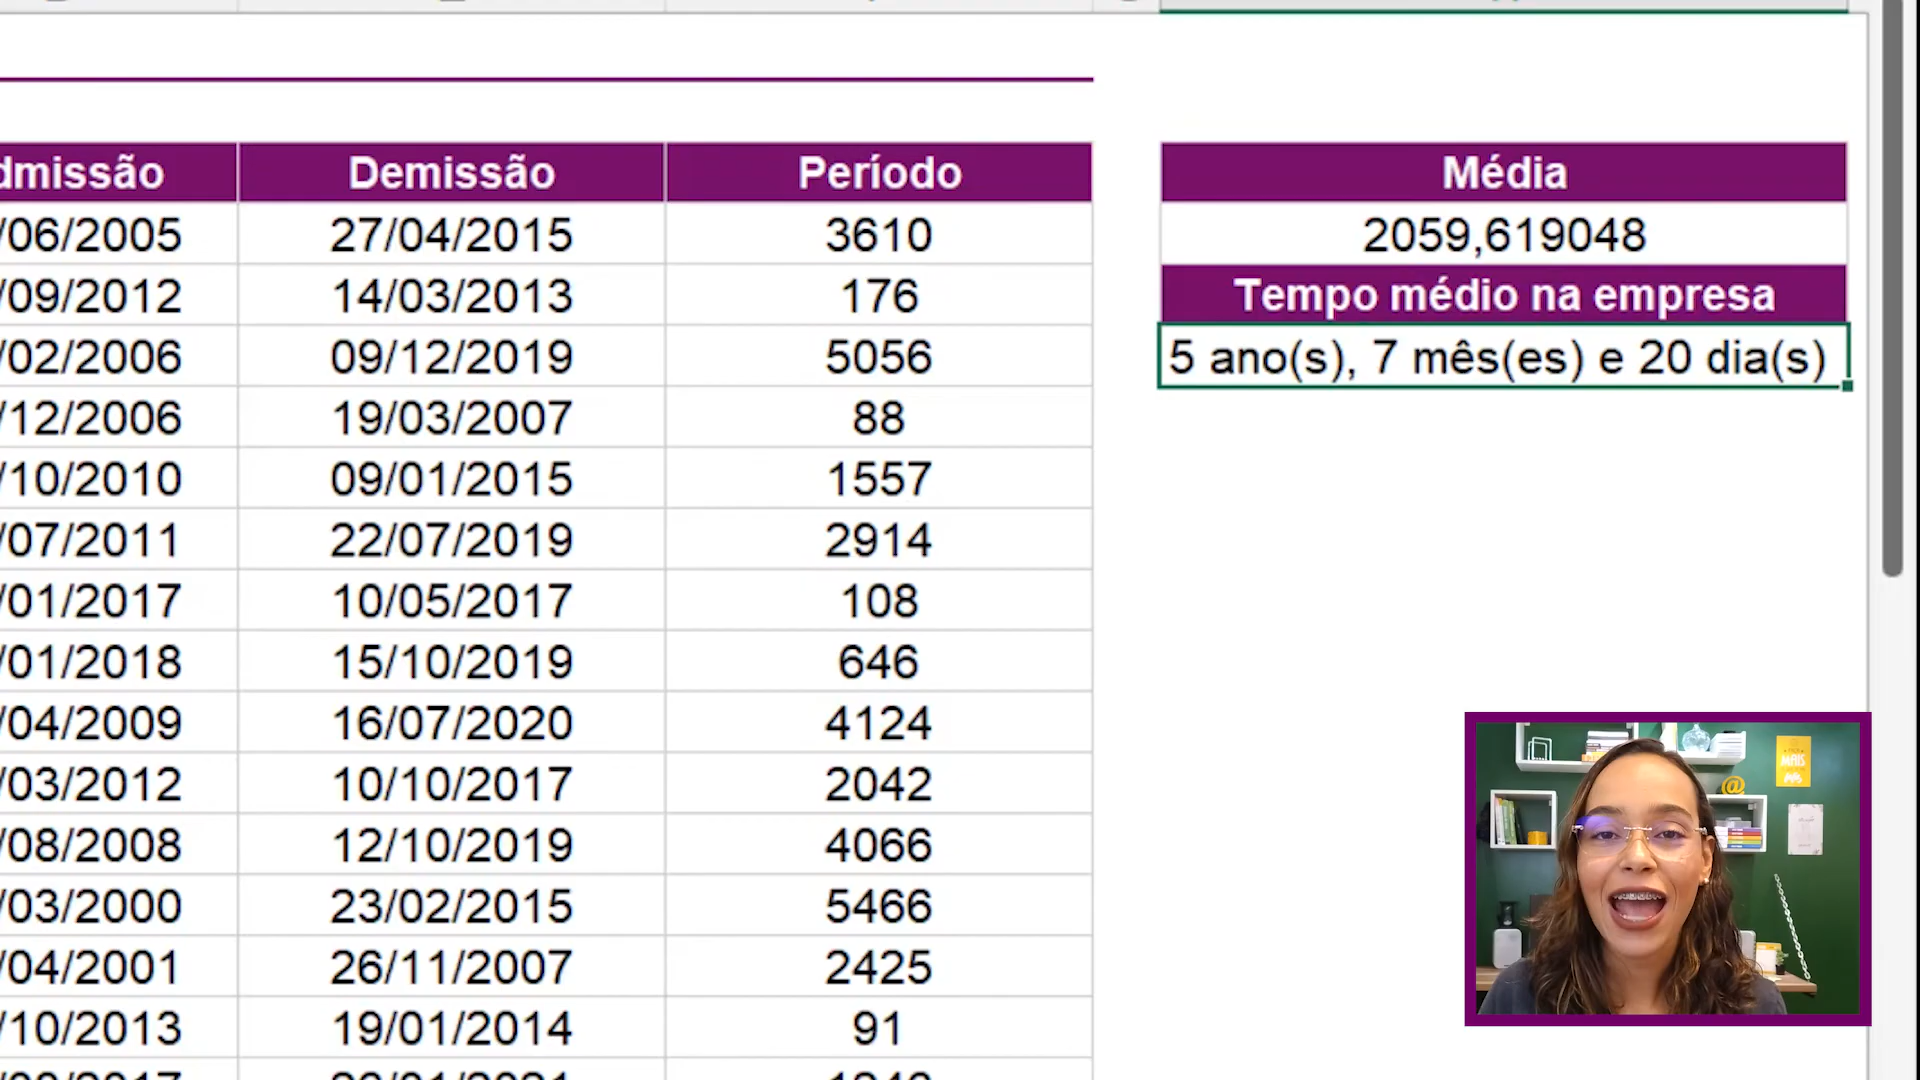 dmissão Demissão Período Média
/06/2005 27/04/2015 3610 2059,619048
/09/2012 14/03/2013 176 Tempo médio na empresa
/02/2006 09/12/2019 5056 5 ano(s), 7 mês(es) e 20 dia(s)
/12/2006 19/03/2007 88
/10/2010 09/01/2015 1557
/07/2011 22/07/2019 2914
/01/2017 10/05/2017 108
/01/2018 15/10/2019 646
/04/2009 16/07/2020 4124
/03/2012 10/10/2017 2042
/08/2008 12/10/2019 4066
/03/2000 23/02/2015 5466
/04/2001 26/11/2007 2425
/10/2013 19/01/2014 91
MAIS
@